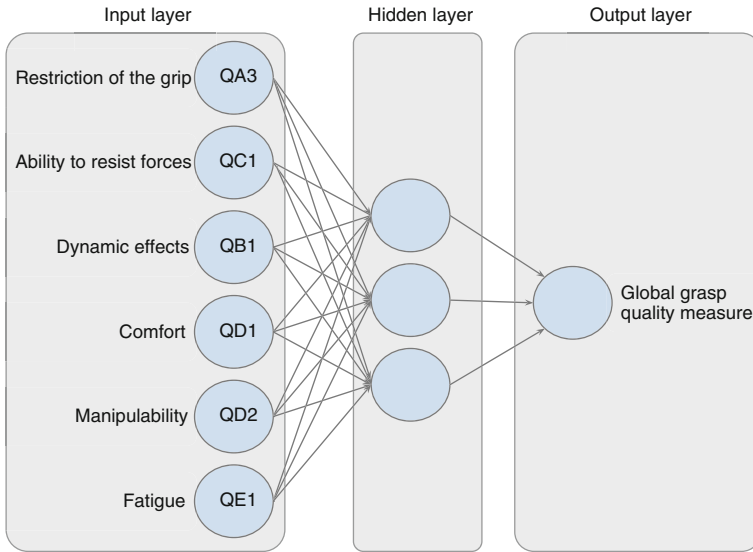 Input layer
Hidden layer
Output layer
Restriction of the grip QA3
Ability to resist forces QC1
Dynamic effects QB1
Comfort QD1
Manipulability QD2
Fatigue QE1
Global grasp
quality measure